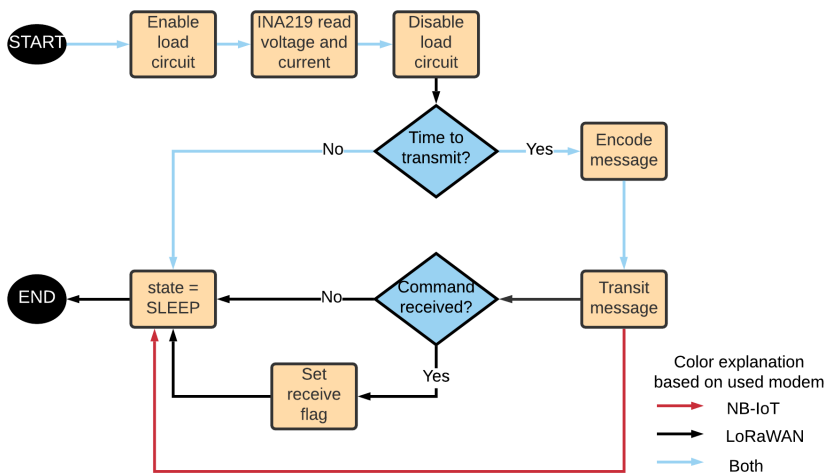 START
Enable
load
circuit
INA219 read
voltage and
current
Disable
load
circuit
Time to
transmit?
No
Yes
Encode
message
END
state =
SLEEP
No
Command
received?
Transit
message
Yes
Set
receive
flag
Color explanation
based on used modem
NB-IoT
LoRaWAN
Both